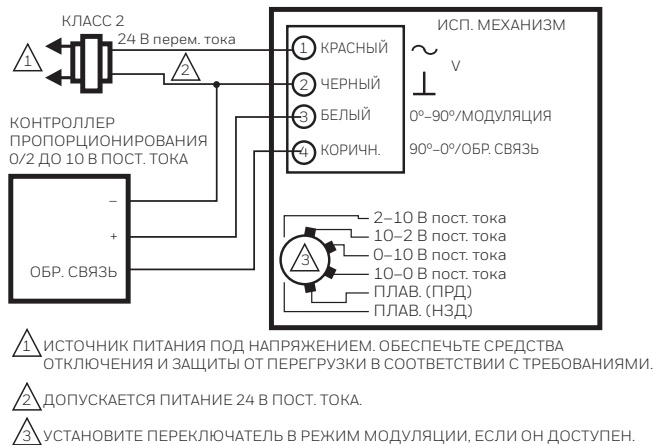 КЛАСС 2
24 В перем. тока
1
2
ИСП. МЕХАНИЗМ
1 КРАСНЫЙ
V
2 ЧЕРНЫЙ
3 БЕЛЫЙ 0°–90°/МОДУЛЯЦИЯ
4 КОРИЧН. 90°–0°/ОБР. СВЯЗЬ
КОНТРОЛЛЕР
ПРОПОРЦИОНИРОВАНИЯ
0/2 ДО 10 В ПОСТ. ТОКА
–
+
ОБР. СВЯЗЬ
3
2–10 В пост. тока
10–2 В пост. тока
0–10 В пост. тока
10–0 В пост. тока
ПЛАВ. (ПРД)
ПЛАВ. (НЗД)
1 ИСТОЧНИК ПИТАНИЯ ПОД НАПРЯЖЕНИЕМ. ОБЕСПЕЧЬТЕ СРЕДСТВА
ОТКЛЮЧЕНИЯ И ЗАЩИТЫ ОТ ПЕРЕГРУЗКИ В СООТВЕТСТВИИ С ТРЕБОВАНИЯМИ.
2 ДОПУСКАЕТСЯ ПИТАНИЕ 24 В ПОСТ. ТОКА.
3 УСТАНОВИТЕ ПЕРЕКЛЮЧАТЕЛЬ В РЕЖИМ МОДУЛЯЦИИ, ЕСЛИ ОН ДОСТУПЕН.